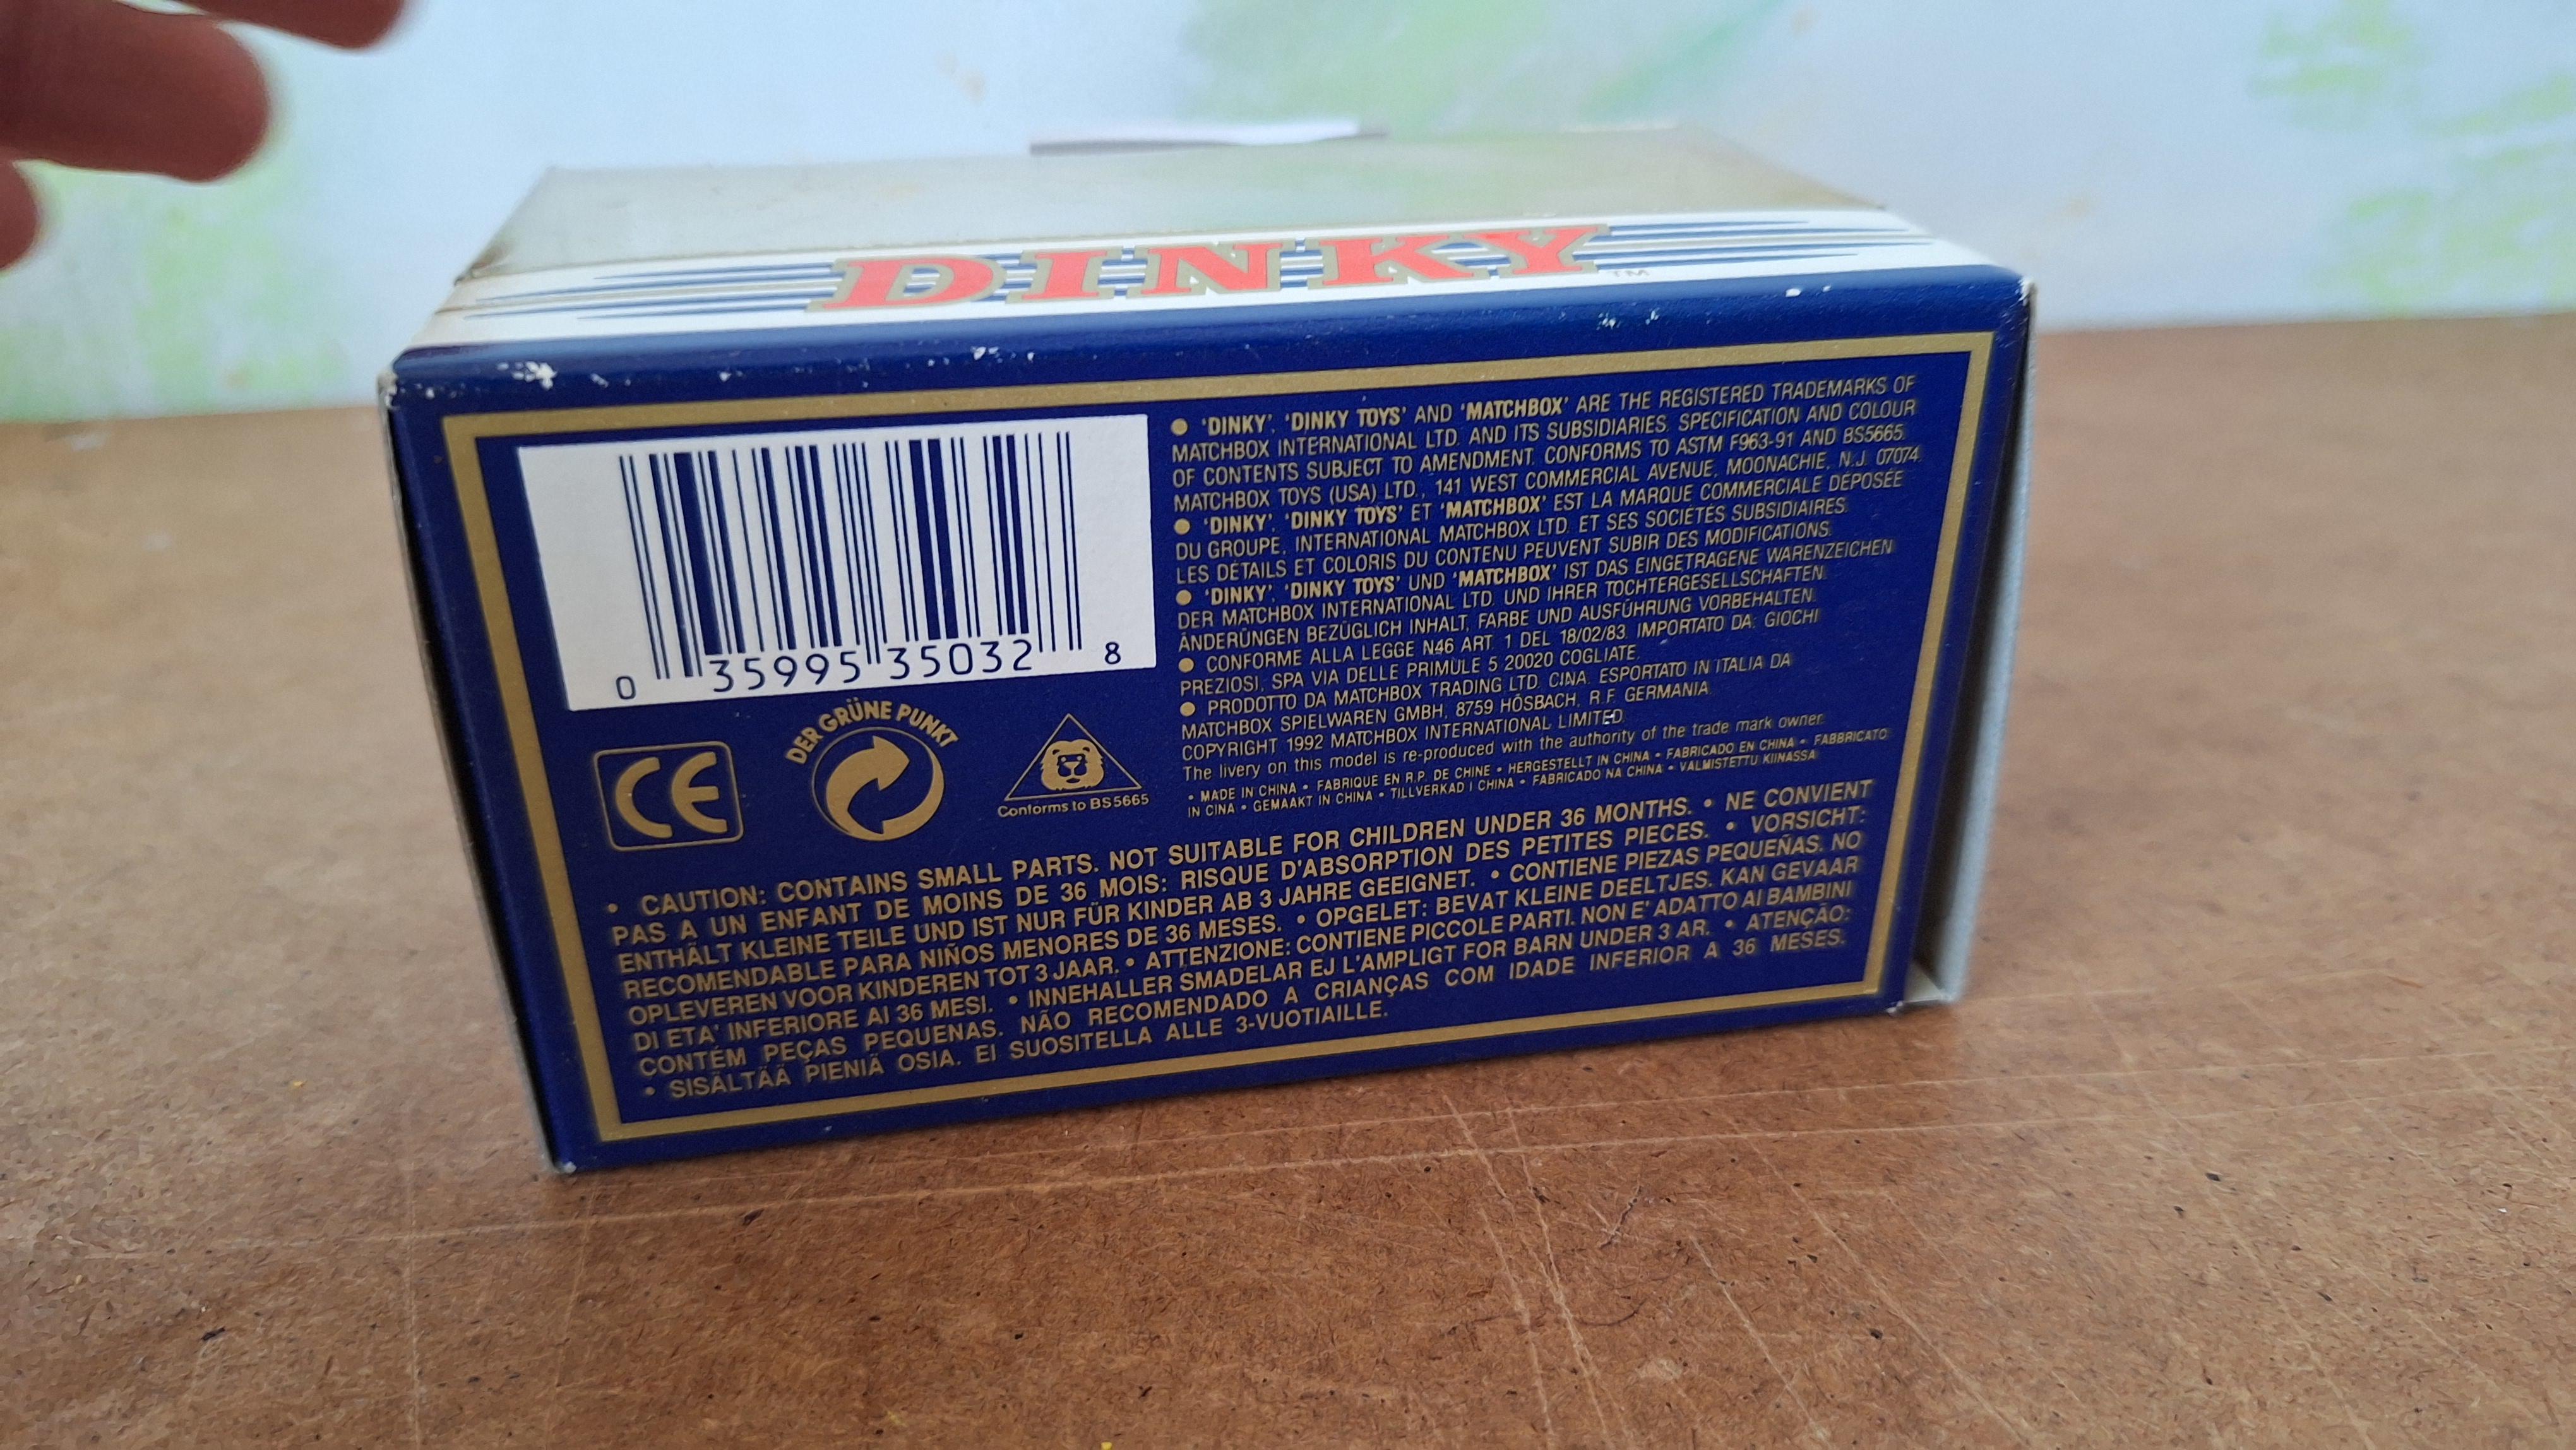 DINKY™
0 35995 35032 8
DER GRÜNE PUNKT
CE
Conforms to BS5665
● 'DINKY', 'DINKY TOYS' AND 'MATCHBOX' ARE THE REGISTERED TRADEMARKS OF
MATCHBOX INTERNATIONAL LTD. AND ITS SUBSIDIARIES. SPECIFICATION AND COLOUR
OF CONTENTS SUBJECT TO AMENDMENT. CONFORMS TO ASTM F963-91 AND BS5665.
MATCHBOX TOYS (USA) LTD., 141 WEST COMMERCIAL AVENUE, MOONACHIE, N.J. 07074.
● 'DINKY', 'DINKY TOYS' ET 'MATCHBOX' EST LA MARQUE COMMERCIALE DÉPOSÉE
DU GROUPE, INTERNATIONAL MATCHBOX LTD. ET SES SOCIÉTÉS SUBSIDIAIRES.
LES DÉTAILS ET COLORIS DU CONTENU PEUVENT SUBIR DES MODIFICATIONS.
● 'DINKY', 'DINKY TOYS' UND 'MATCHBOX' IST DAS EINGETRAGENE WARENZEICHEN
DER MATCHBOX INTERNATIONAL LTD. UND IHRER TOCHTERGESELLSCHAFTEN.
ÄNDERÜNGEN BEZÜGLICH INHALT, FARBE UND AUSFÜHRUNG VORBEHALTEN.
● CONFORME ALLA LEGGE N46 ART. 1 DEL 18/02/83. IMPORTATO DA: GIOCHI
PREZIOSI, SPA VIA DELLE PRIMULE 5 20020 COGLIATE.
● PRODOTTO DA MATCHBOX TRADING LTD. CINA. ESPORTATO IN ITALIA DA
MATCHBOX SPIELWAREN GMBH, 8759 HÖSBACH, R.F. GERMANIA.
COPYRIGHT 1992 MATCHBOX INTERNATIONAL LIMITED.
The livery on this model is re-produced with the authority of the trade mark owner.
• MADE IN CHINA • FABRIQUE EN R.P. DE CHINE • HERGESTELLT IN CHINA • FABRICADO EN CHINA • FABBRICATO
IN CINA • GEMAAKT IN CHINA • TILLVERKAD I CHINA • FABRICADO NA CHINA • VALMISTETTU KIINASSA
• CAUTION: CONTAINS SMALL PARTS. NOT SUITABLE FOR CHILDREN UNDER 36 MONTHS. • NE CONVIENT
PAS A UN ENFANT DE MOINS DE 36 MOIS: RISQUE D'ABSORPTION DES PETITES PIECES. • VORSICHT:
ENTHÄLT KLEINE TEILE UND IST NUR FÜR KINDER AB 3 JAHRE GEEIGNET. • CONTIENE PIEZAS PEQUEÑAS. NO
RECOMENDABLE PARA NIÑOS MENORES DE 36 MESES. • OPGELET: BEVAT KLEINE DEELTJES. KAN GEVAAR
OPLEVEREN VOOR KINDEREN TOT 3 JAAR. • ATTENZIONE: CONTIENE PICCOLE PARTI. NON E' ADATTO AI BAMBINI
DI ETA' INFERIORE AI 36 MESI. • INNEHALLER SMADELAR EJ L'AMPLIGT FOR BARN UNDER 3 AR. • ATENÇÃO:
CONTÉM PEÇAS PEQUENAS. NÃO RECOMENDADO A CRIANÇAS COM IDADE INFERIOR A 36 MESES.
• SISÄLTÄÄ PIENIÄ OSIA. EI SUOSITELLA ALLE 3-VUOTIAILLE.